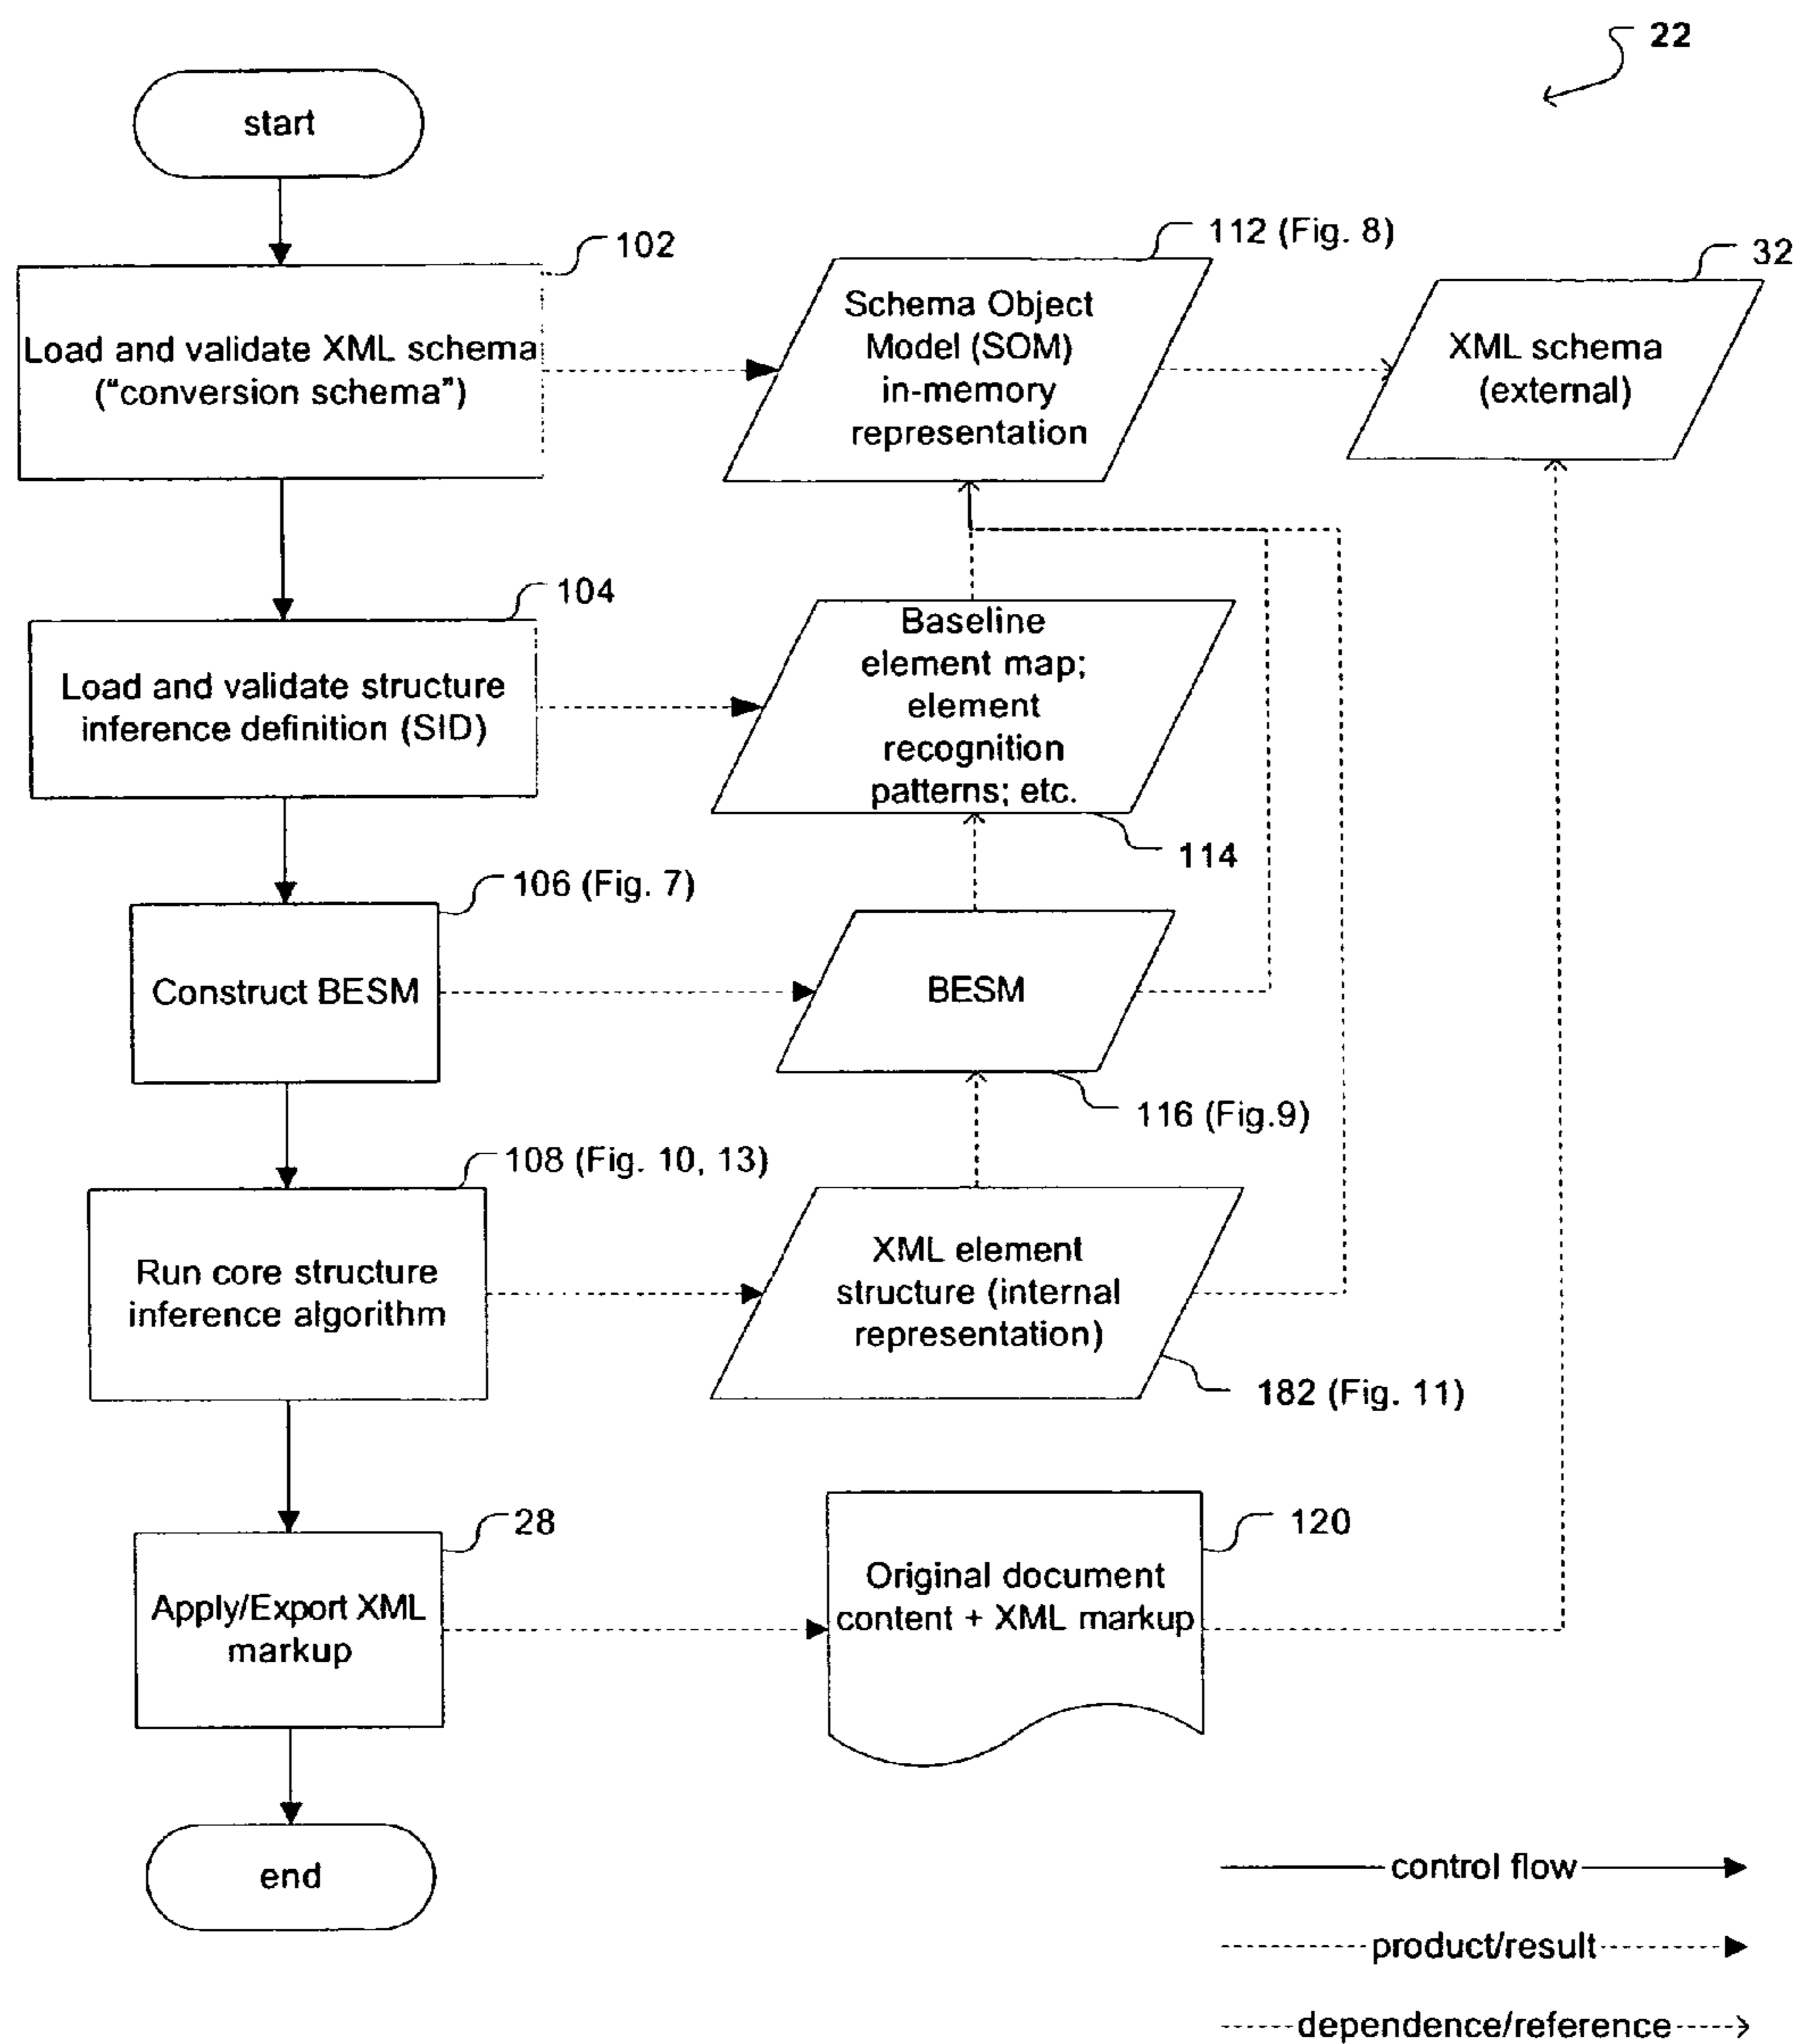 22
start
102
112 (Fig. 8)
32
Load and validate XML schema
("conversion schema")
Schema Object
Model (SOM)
in-memory
representation
XML schema
(external)
104
Load and validate structure
inference definition (SID)
Baseline
element map;
element
recognition
patterns; etc.
114
106 (Fig. 7)
Construct BESM
BESM
116 (Fig.9)
108 (Fig. 10, 13)
Run core structure
inference algorithm
XML element
structure (internal
representation)
182 (Fig. 11)
28
120
Apply/Export XML
markup
Original document
content + XML markup
end
control flow
product/result
dependence/reference